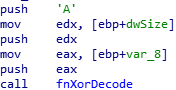 push 'A'
mov edx, [ebp+dwSize]
push edx
mov eax, [ebp+var_8]
push eax
call fnXorDecode